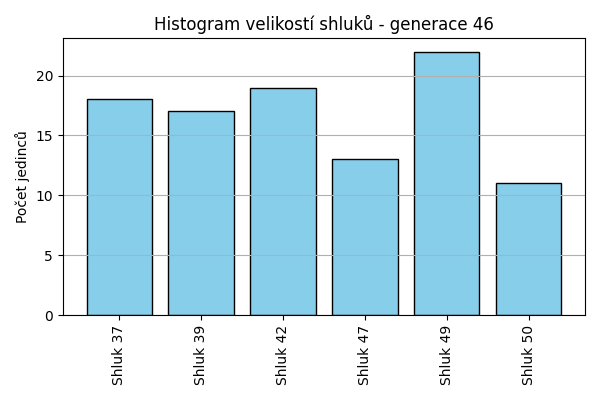 Histogram velikostí shluků - generace 46
Počet jedinců
20
15
10
5
0
Shluk 37
Shluk 39
Shluk 42
Shluk 47
Shluk 49
Shluk 50